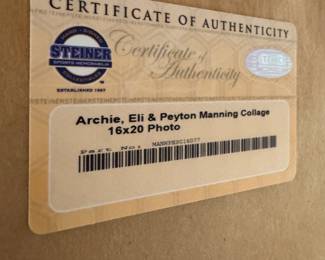 CERTIFICATE OF AUTHENTICITY
STEINER
SPORTS MEMORABILIA
ESTABLISHED 1987
Certificate of
Authenticity
Archie, Eli & Peyton Manning Collage
16x20 Photo
Part No: